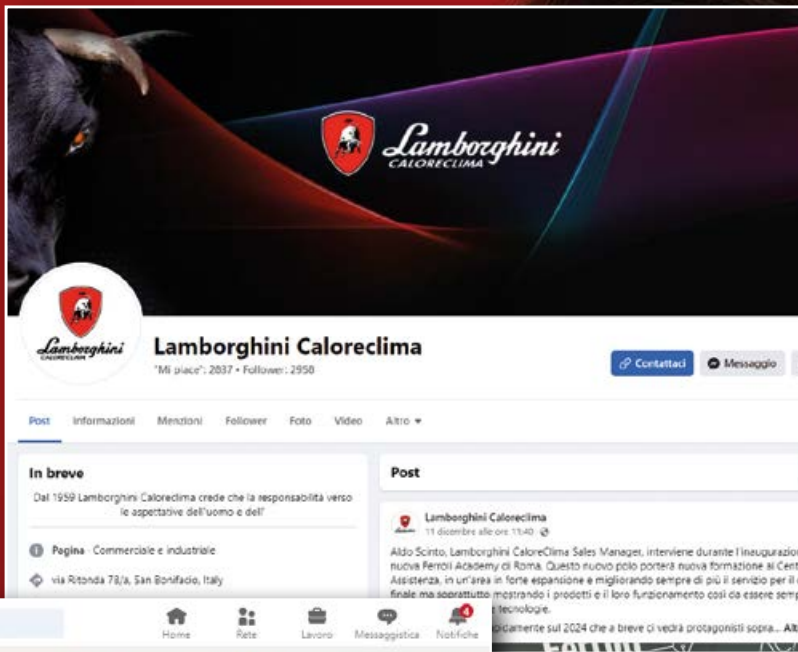 Lamborghini
CALORECLIMA
Lamborghini
CALORECLIMA
Lamborghini Caloreclima
"Mi piace": 2837 • Follower: 2958
Contattaci
Messaggio
Post Informazioni Menzioni Follower Foto Video Altro
In breve
Dal 1959 Lamborghini Caloreclima crede che la responsabilità verso
le aspettative dell'uomo e dell'
Pagina · Commerciale e industriale
via Ritonda 78/a, San Bonifacio, Italy
Post
Lamborghini Caloreclima
11 dicembre alle ore 11:40
Aldo Scinto, Lamborghini CaloreClima Sales Manager, interviene durante l'inaugurazion
nuova Ferroli Academy di Roma. Questo nuovo polo porterà nuova formazione ai Cent
Assistenza, in un'area in forte espansione e migliorando sempre di più il servizio per il
finale ma soprattutto mostrando i prodotti e il loro funzionamento così da essere semp
tecnologie.
pidamente sul 2024 che a breve ci vedrà protagonisti sopra... Alt
Home Rete Lavoro Messaggistica Notifiche
4